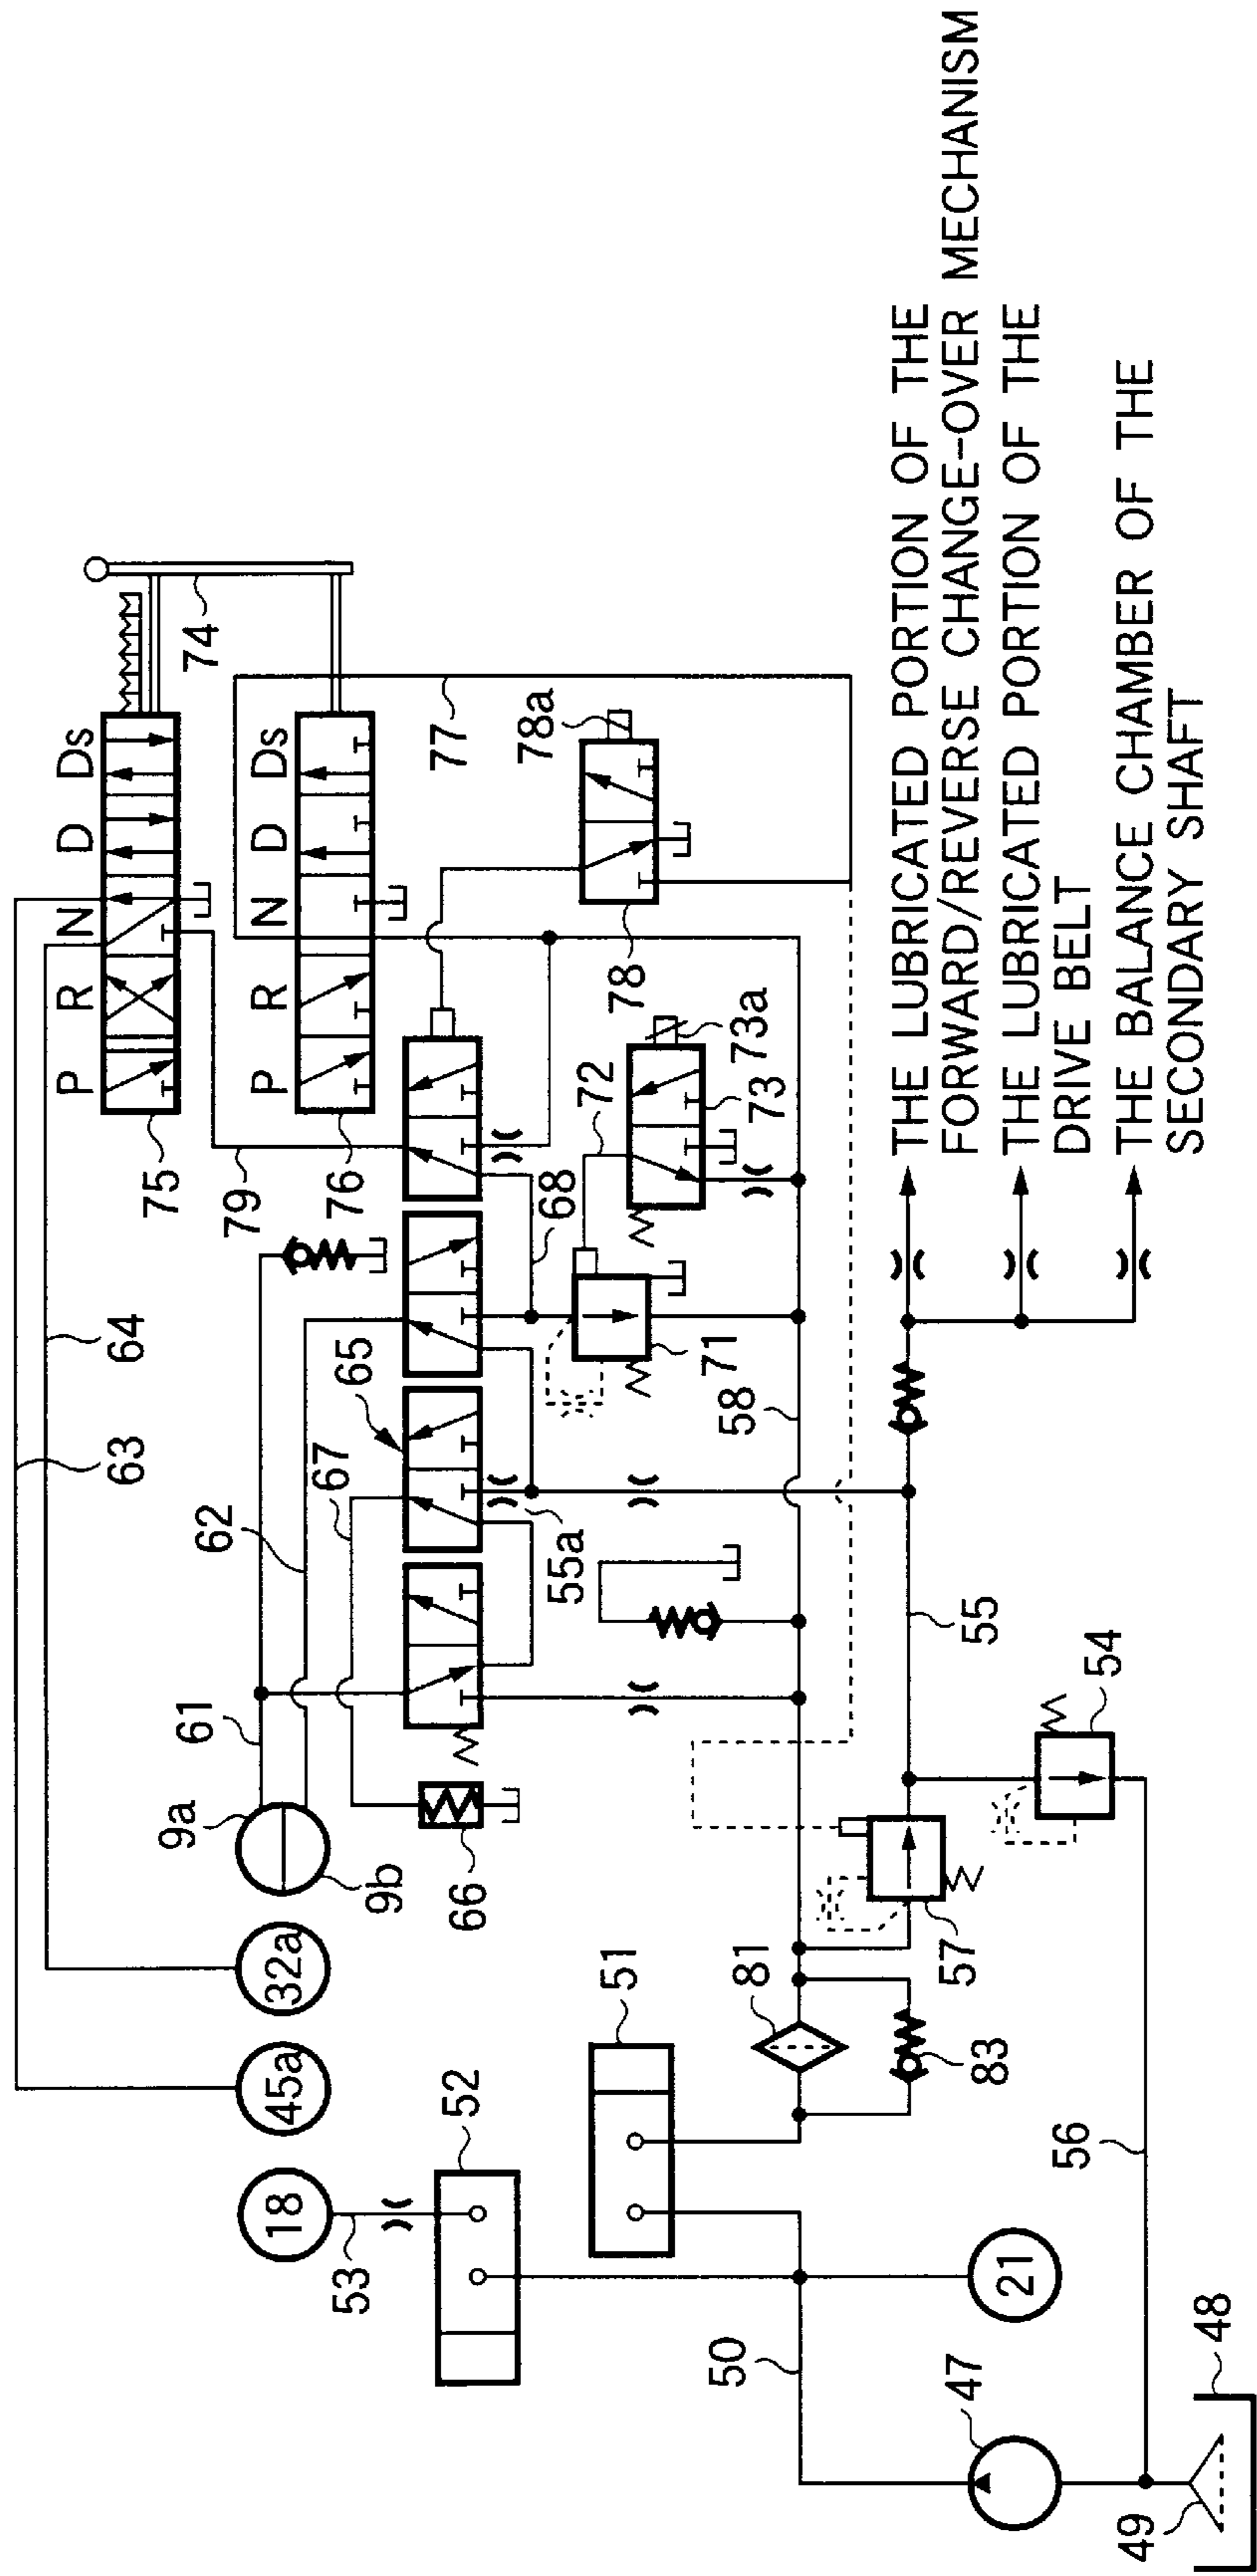 63
64
75
P R N D Ds
74
79
76
P R N D Ds
77
61
62
67
65
68
72
78
78a
73
73a
9a
9b
32a
45a
18
53
52
66
55a
71
58
51
81
83
57
54
55
50
47
21
56
48
49
THE LUBRICATED PORTION OF THE
FORWARD/REVERSE CHANGE-OVER MECHANISM
THE LUBRICATED PORTION OF THE
DRIVE BELT
THE BALANCE CHAMBER OF THE
SECONDARY SHAFT